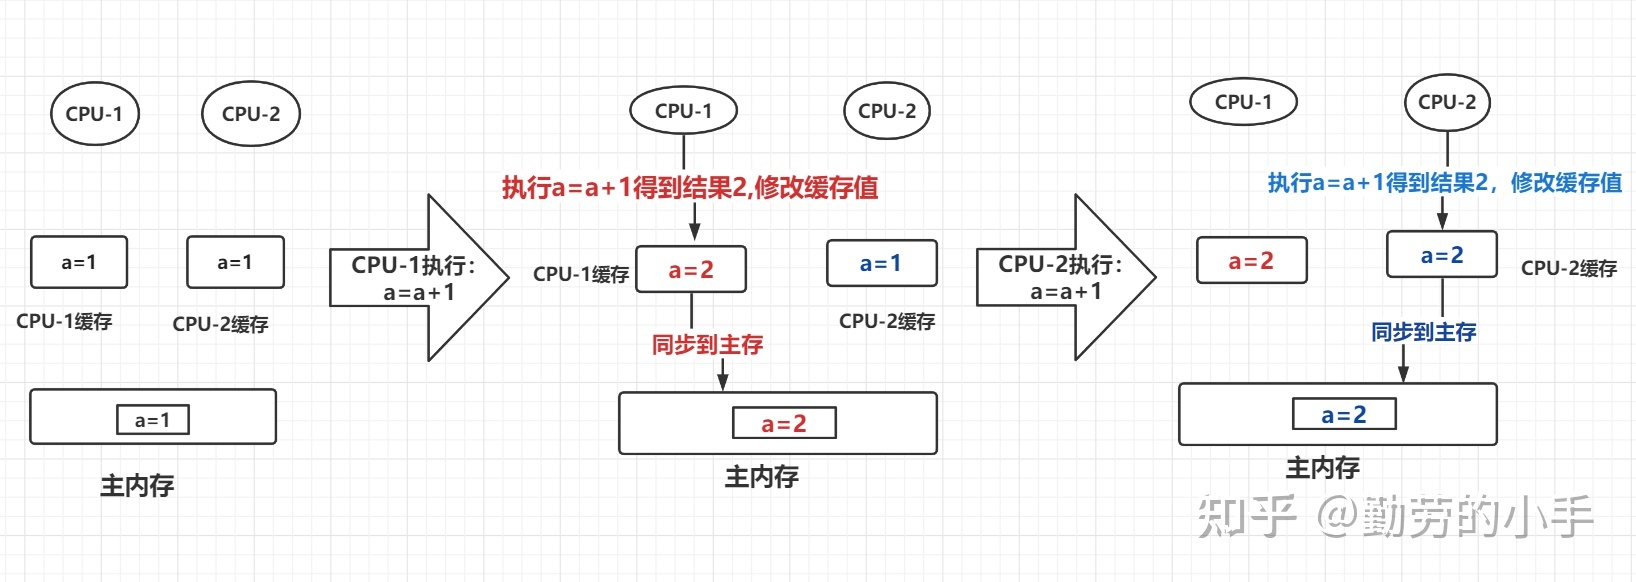 CPU-1
CPU-2
a=1
a=1
CPU-1缓存
CPU-2缓存
a=1
主内存
CPU-1执行:
a=a+1
CPU-1
CPU-2
执行a=a+1得到结果2,修改缓存值
CPU-1缓存
a=2
a=1
CPU-2缓存
同步到主存
a=2
主内存
CPU-2执行:
a=a+1
CPU-1
CPU-2
执行a=a+1得到结果2，修改缓存值
a=2
a=2
CPU-2缓存
同步到主存
a=2
主内存
知乎 @勤劳的小手